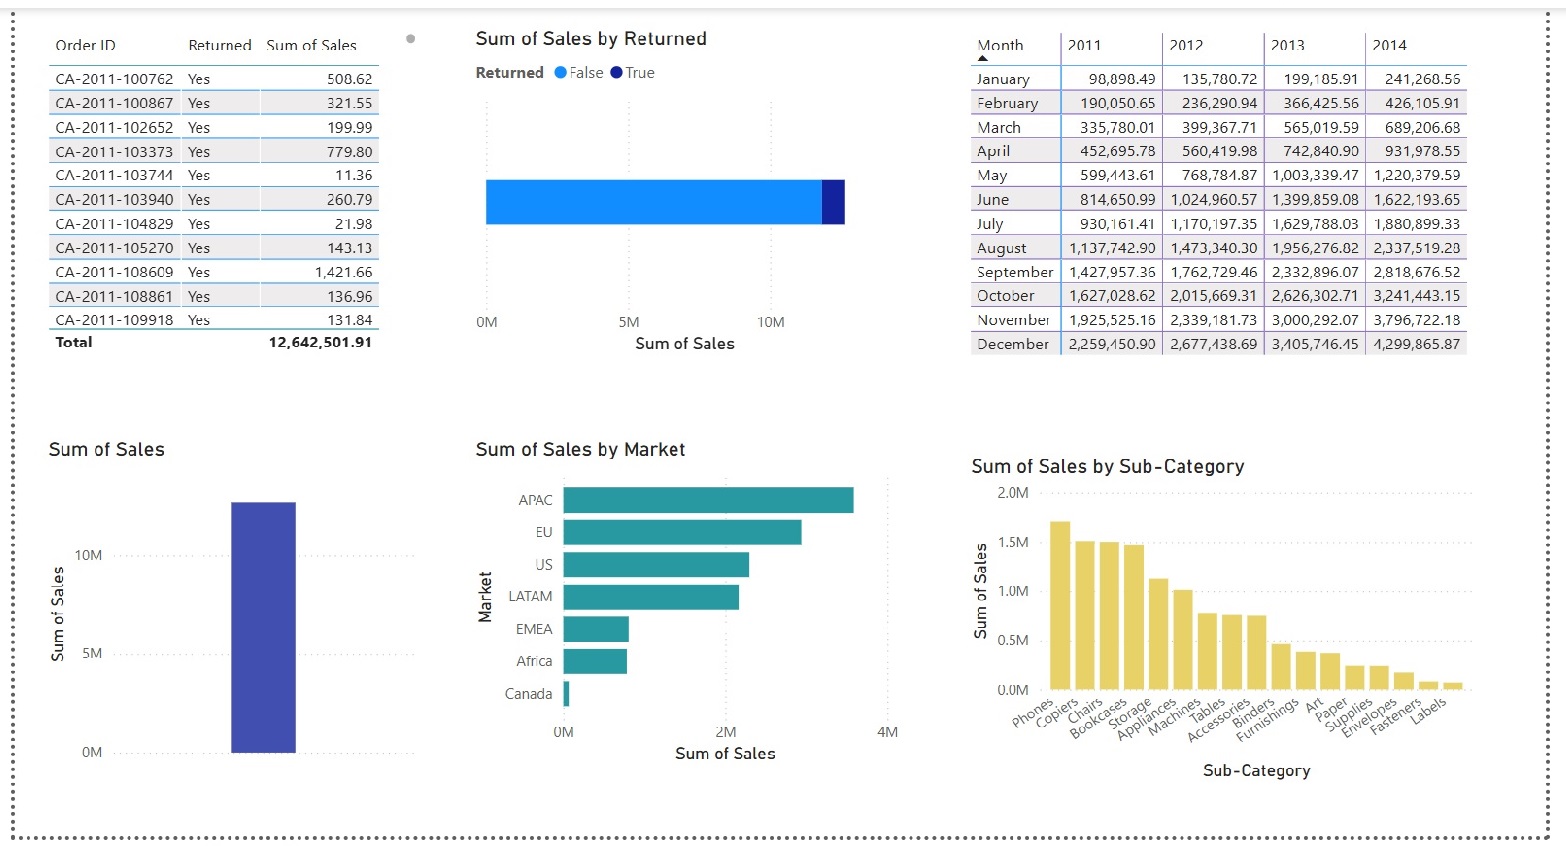 Order ID Returned Sum of Sales
CA-2011-100762 Yes 508.62
CA-2011-100867 Yes 321.55
CA-2011-102652 Yes 199.99
CA-2011-103373 Yes 779.80
CA-2011-103744 Yes 11.36
CA-2011-103940 Yes 260.79
CA-2011-104829 Yes 21.98
CA-2011-105270 Yes 143.13
CA-2011-108609 Yes 1,421.66
CA-2011-108861 Yes 136.96
CA-2011-109918 Yes 131.84
Total 12,642,501.91
Sum of Sales by Returned
Returned False True
0M 5M 10M
Sum of Sales
Month 2011 2012 2013 2014
January 98,898.49 135,780.72 199,185.91 241,268.56
February 190,050.65 236,290.94 366,425.56 426,105.91
March 335,780.01 399,367.71 565,019.59 689,206.68
April 452,695.78 560,419.98 742,840.90 931,978.55
May 599,443.61 768,784.87 1,003,339.47 1,220,379.59
June 814,650.99 1,024,960.57 1,399,859.08 1,622,193.65
July 930,161.41 1,170,197.35 1,629,788.03 1,880,899.33
August 1,137,742.90 1,473,340.30 1,956,276.82 2,337,519.28
September 1,427,957.36 1,762,729.46 2,332,896.07 2,818,676.52
October 1,627,028.62 2,015,669.31 2,626,302.71 3,241,443.15
November 1,925,525.16 2,339,181.73 3,000,292.07 3,796,722.18
December 2,259,450.90 2,677,438.69 3,405,746.45 4,299,865.87
Sum of Sales
Sum of Sales
10M
5M
0M
Sum of Sales by Market
Market
APAC
EU
US
LATAM
EMEA
Africa
Canada
0M 2M 4M
Sum of Sales
Sum of Sales by Sub-Category
Sum of Sales
2.0M
1.5M
1.0M
0.5M
0.0M
Phones Copiers Chairs Bookcases Storage Appliances Machines Tables Accessories Binders Furnishings Art Paper Supplies Envelopes Fasteners Labels
Sub-Category